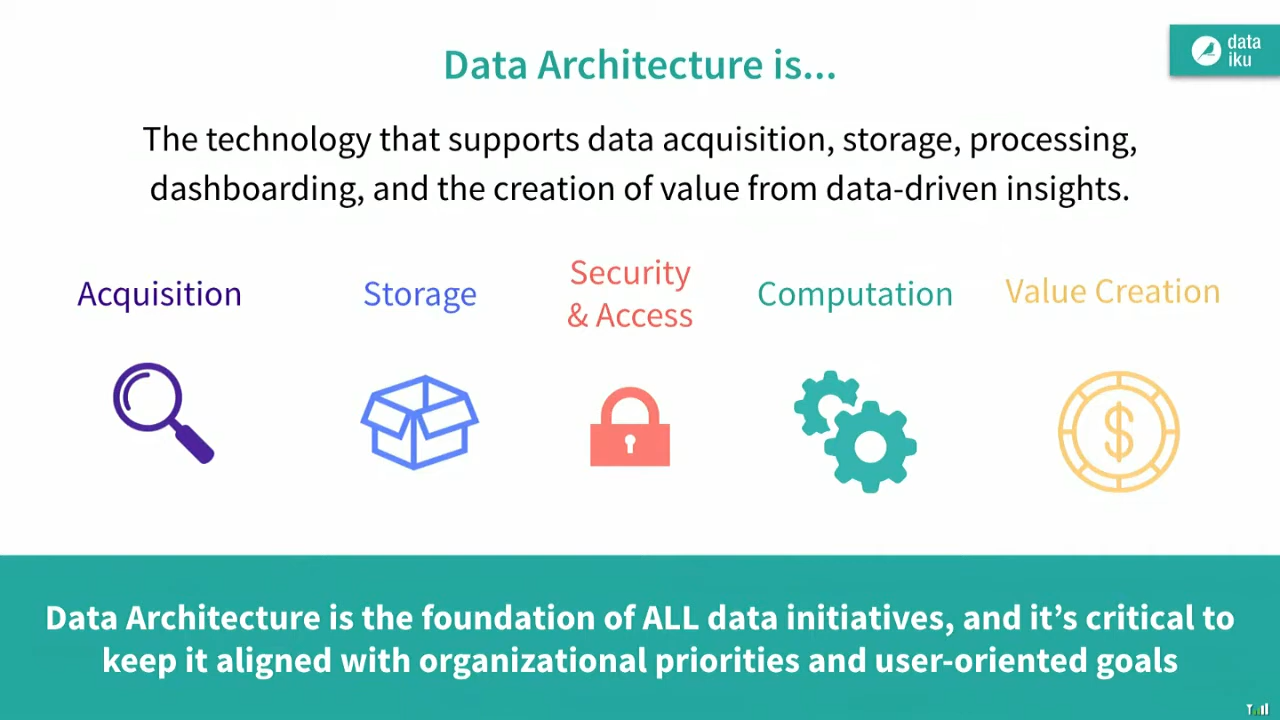 Data Architecture is...
data
iku
The technology that supports data acquisition, storage, processing,
dashboarding, and the creation of value from data-driven insights.
Acquisition
Storage
Security
& Access
Computation
Value Creation
$
Data Architecture is the foundation of ALL data initiatives, and it's critical to
keep it aligned with organizational priorities and user-oriented goals